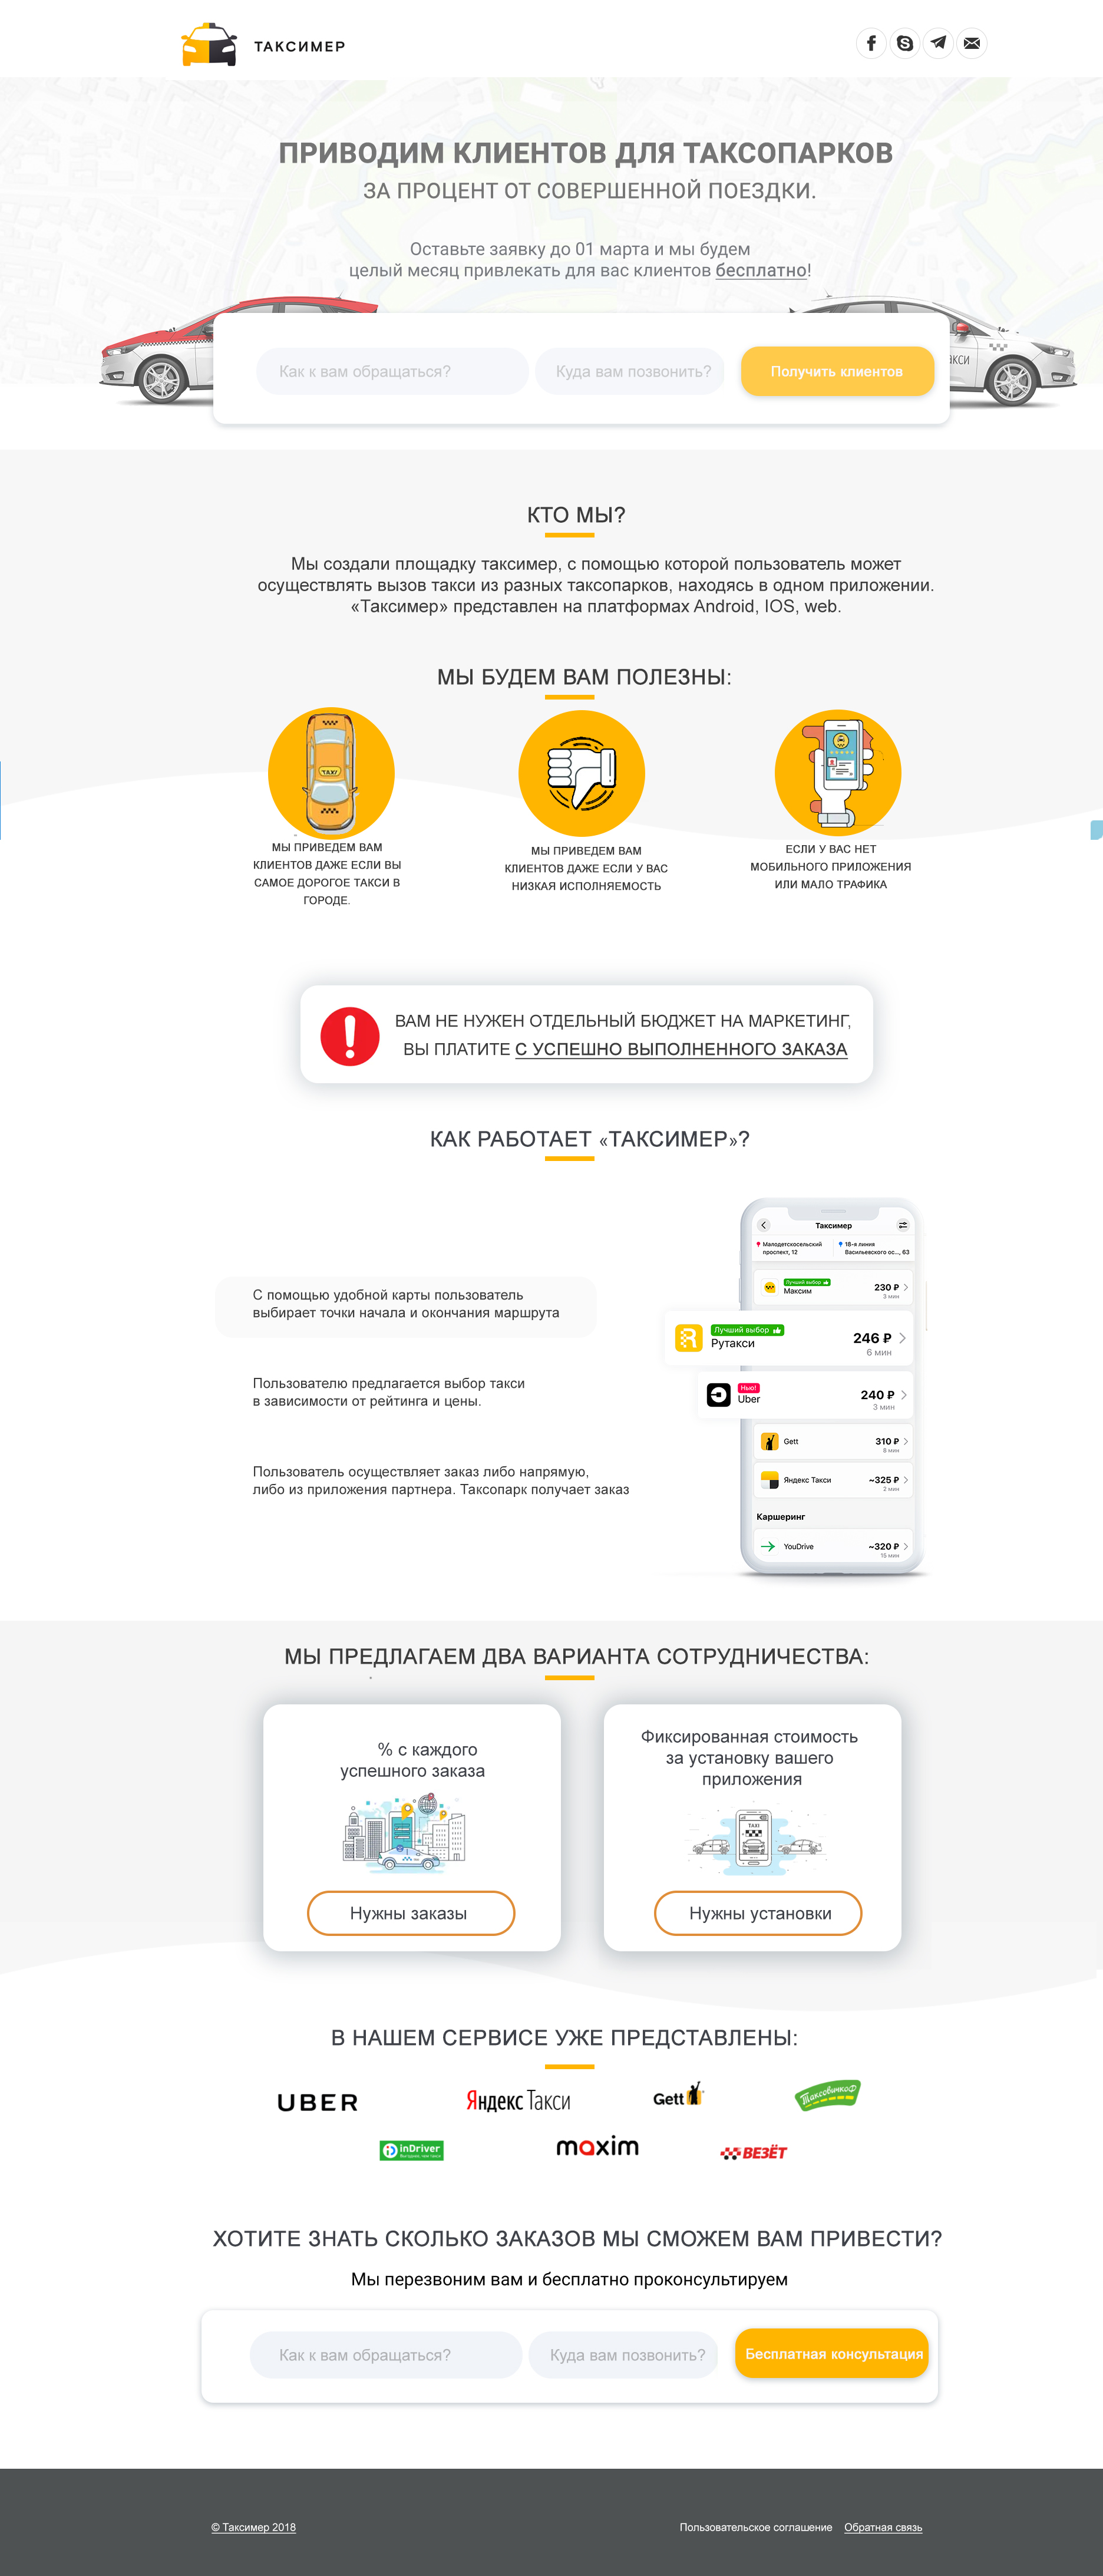 ТАКСИМЕР
ПРИВОДИМ КЛИЕНТОВ ДЛЯ ТАКСОПАРКОВ
ЗА ПРОЦЕНТ ОТ СОВЕРШЕННОЙ ПОЕЗДКИ.
Оставьте заявку до 01 марта и мы будем
целый месяц привлекать для вас клиентов бесплатно!
Как к вам обращаться?
Куда вам позвонить?
Получить клиентов
АКСИ
КТО МЫ?
Мы создали площадку таксимер, с помощью которой пользователь может
осуществлять вызов такси из разных таксопарков, находясь в одном приложении.
«Таксимер» представлен на платформах Android, IOS, web.
МЫ БУДЕМ ВАМ ПОЛЕЗНЫ:
TAXI
МЫ ПРИВЕДЕМ ВАМ
КЛИЕНТОВ ДАЖЕ ЕСЛИ ВЫ
САМОЕ ДОРОГОЕ ТАКСИ В
ГОРОДЕ.
МЫ ПРИВЕДЕМ ВАМ
КЛИЕНТОВ ДАЖЕ ЕСЛИ У ВАС
НИЗКАЯ ИСПОЛНЯЕМОСТЬ
ЕСЛИ У ВАС НЕТ
МОБИЛЬНОГО ПРИЛОЖЕНИЯ
ИЛИ МАЛО ТРАФИКА
ВАМ НЕ НУЖЕН ОТДЕЛЬНЫЙ БЮДЖЕТ НА МАРКЕТИНГ,
ВЫ ПЛАТИТЕ С УСПЕШНО ВЫПОЛНЕННОГО ЗАКАЗА
КАК РАБОТАЕТ «ТАКСИМЕР»?
С помощью удобной карты пользователь
выбирает точки начала и окончания маршрута
Пользователю предлагается выбор такси
в зависимости от рейтинга и цены.
Пользователь осуществляет заказ либо напрямую,
либо из приложения партнера. Таксопарк получает заказ
Таксимер
Малодетскосельский
проспект, 12
18-я линия
Васильевского ос..., 63
Лучший выбор
Максим
230 ₽
3 мин
Лучший выбор
Рутакси
246 ₽
6 мин
Нью!
Uber
240 ₽
3 мин
Gett
310 ₽
8 мин
Яндекс Такси
~325 ₽
2 мин
Каршеринг
YouDrive
~320 ₽
15 мин
МЫ ПРЕДЛАГАЕМ ДВА ВАРИАНТА СОТРУДНИЧЕСТВА:
% с каждого
успешного заказа
Нужны заказы
Фиксированная стоимость
за установку вашего
приложения
TAXI
Нужны установки
В НАШЕМ СЕРВИСЕ УЖЕ ПРЕДСТАВЛЕНЫ:
UBER
Яндекс Такси
Gett
ТаксовичкоФ
inDriver
maxim
ВЕЗЁТ
ХОТИТЕ ЗНАТЬ СКОЛЬКО ЗАКАЗОВ МЫ СМОЖЕМ ВАМ ПРИВЕСТИ?
Мы перезвоним вам и бесплатно проконсультируем
Как к вам обращаться?
Куда вам позвонить?
Бесплатная консультация
© Таксимер 2018
Пользовательское соглашение
Обратная связь